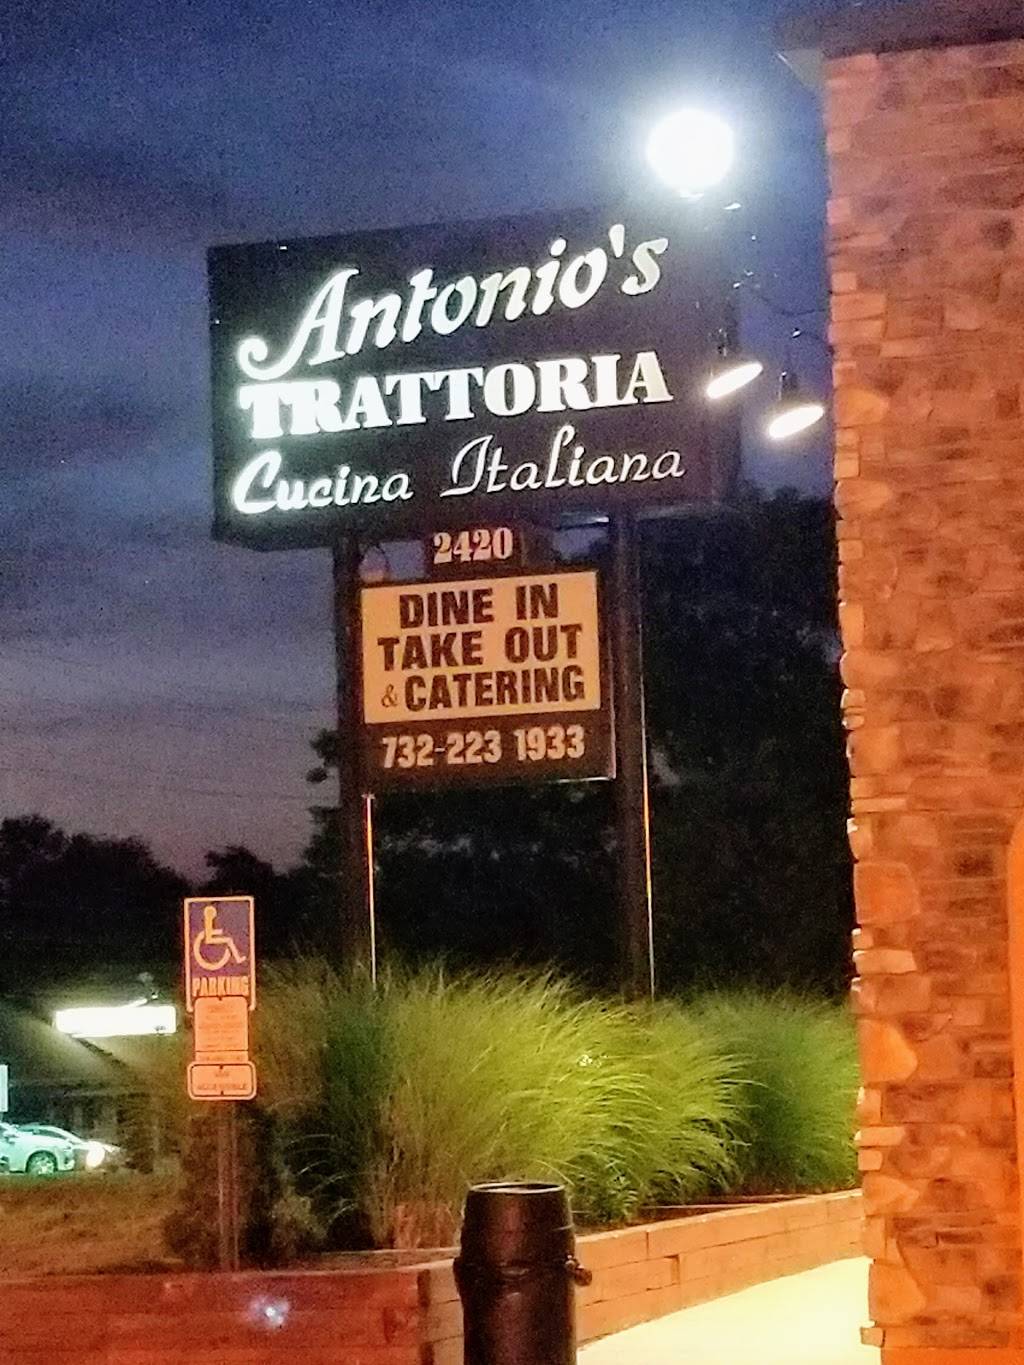 Antonio's
TRATTORIA
Cucina Italiana
2420
DINE IN
TAKE OUT
& CATERING
732-223 1933
PARKING